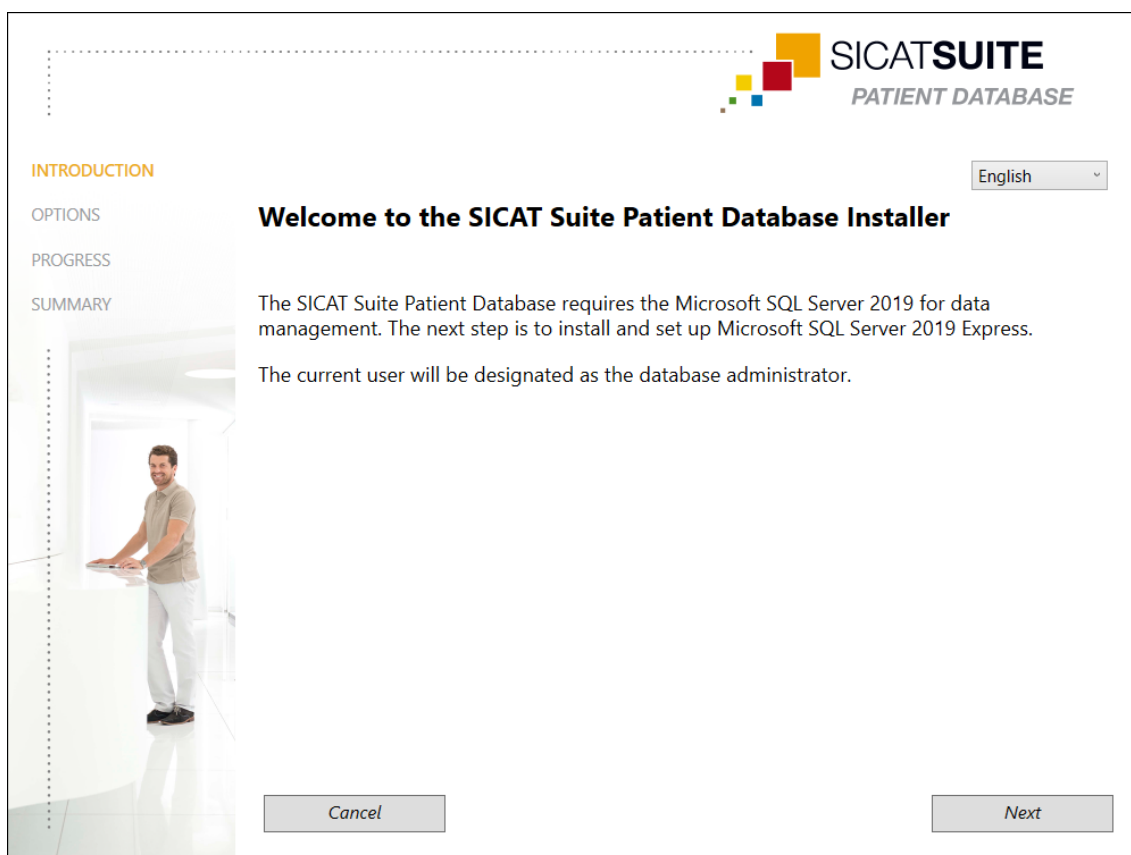 SICATSUITE
PATIENT DATABASE
INTRODUCTION
OPTIONS
PROGRESS
SUMMARY
English
Welcome to the SICAT Suite Patient Database Installer
The SICAT Suite Patient Database requires the Microsoft SQL Server 2019 for data
management. The next step is to install and set up Microsoft SQL Server 2019 Express.
The current user will be designated as the database administrator.
Cancel
Next